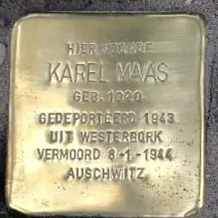 HIER WOONDE
KAREL MAAS
GEB. 1920
GEDEPORTEERD 1943
UIT WESTERBORK
VERMOORD 8-1-1944
AUSCHWITZ